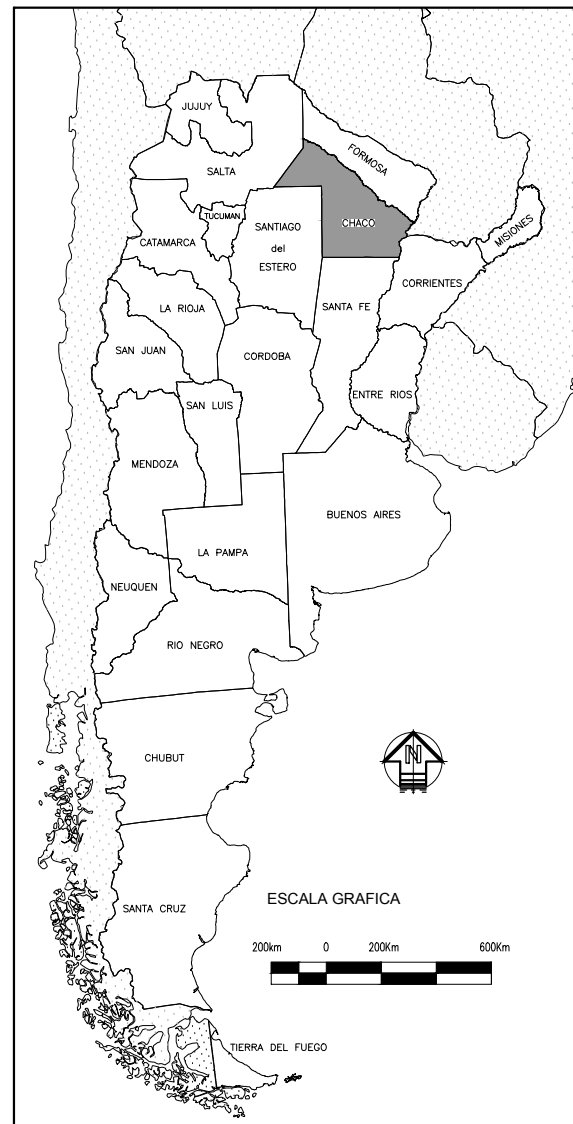 JUJUY
FORMOSA
SALTA
CHACO
TUCUMAN
MISIONES
SANTIAGO
del
ESTERO
CATAMARCA
CORRIENTES
LA RIOJA
SANTA FE
SAN JUAN
CORDOBA
ENTRE RIOS
SAN LUIS
MENDOZA
BUENOS AIRES
LA PAMPA
NEUQUEN
RIO NEGRO
N
CHUBUT
SANTA CRUZ
ESCALA GRAFICA
200km 0 200Km 600Km
TIERRA DEL FUEGO